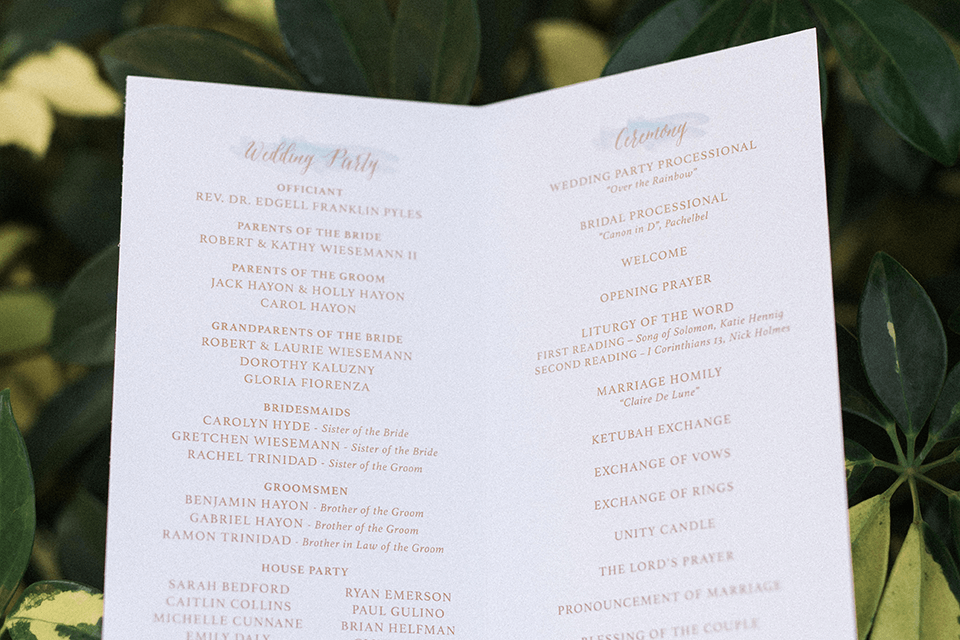 Wedding Party
OFFICIANT
REV. DR. EDGELL FRANKLIN PYLES
PARENTS OF THE BRIDE
ROBERT & KATHY WIESEMANN II
PARENTS OF THE GROOM
JACK HAYON & HOLLY HAYON
CAROL HAYON
GRANDPARENTS OF THE BRIDE
ROBERT & LAURIE WIESEMANN
DOROTHY KALUZNY
GLORIA FIORENZA
BRIDESMAIDS
CAROLYN HYDE - Sister of the Bride
GRETCHEN WIESEMANN - Sister of the Bride
RACHEL TRINIDAD - Sister of the Groom
GROOMSMEN
BENJAMIN HAYON - Brother of the Groom
GABRIEL HAYON - Brother of the Groom
RAMON TRINIDAD - Brother in Law of the Groom
HOUSE PARTY
SARAH BEDFORD
CAITLIN COLLINS
MICHELLE CUNNANE
EMILY DALY
RYAN EMERSON
PAUL GULINO
BRIAN HELFMAN
Ceremony
WEDDING PARTY PROCESSIONAL
"Over the Rainbow"
BRIDAL PROCESSIONAL
"Canon in D", Pachelbel
WELCOME
OPENING PRAYER
LITURGY OF THE WORD
FIRST READING – Song of Solomon, Katie Hennig
SECOND READING – I Corinthians 13, Nick Holmes
MARRIAGE HOMILY
"Claire De Lune"
KETUBAH EXCHANGE
EXCHANGE OF VOWS
EXCHANGE OF RINGS
UNITY CANDLE
THE LORD'S PRAYER
PRONOUNCEMENT OF MARRIAGE
BLESSING OF THE COUPLE